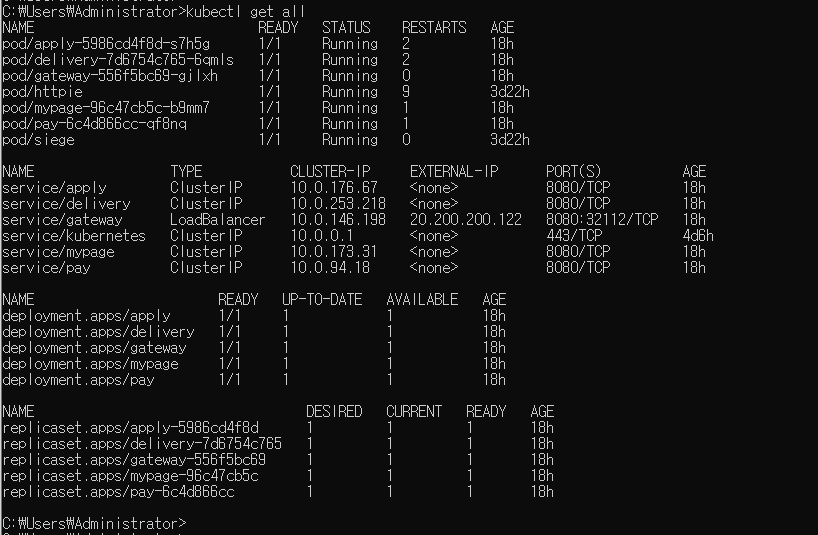 C:₩Users₩Administrator>kubectl get all
NAME READY STATUS RESTARTS AGE
pod/apply-5986cd4f8d-s7h5g 1/1 Running 2 18h
pod/delivery-7d6754c765-6qmls 1/1 Running 2 18h
pod/gateway-556f5bc69-gjlxh 1/1 Running 0 18h
pod/httpie 1/1 Running 9 3d22h
pod/mypage-96c47cb5c-b9mm7 1/1 Running 1 18h
pod/pay-6c4d866cc-qf8nq 1/1 Running 1 18h
pod/siege 1/1 Running 0 3d22h
NAME TYPE CLUSTER-IP EXTERNAL-IP PORT(S) AGE
service/apply ClusterIP 10.0.176.67 <none> 8080/TCP 18h
service/delivery ClusterIP 10.0.253.218 <none> 8080/TCP 18h
service/gateway LoadBalancer 10.0.146.198 20.200.200.122 8080:32112/TCP 18h
service/kubernetes ClusterIP 10.0.0.1 <none> 443/TCP 4d6h
service/mypage ClusterIP 10.0.173.31 <none> 8080/TCP 18h
service/pay ClusterIP 10.0.94.18 <none> 8080/TCP 18h
NAME READY UP-TO-DATE AVAILABLE AGE
deployment.apps/apply 1/1 1 1 18h
deployment.apps/delivery 1/1 1 1 18h
deployment.apps/gateway 1/1 1 1 18h
deployment.apps/mypage 1/1 1 1 18h
deployment.apps/pay 1/1 1 1 18h
NAME DESIRED CURRENT READY AGE
replicaset.apps/apply-5986cd4f8d 1 1 1 18h
replicaset.apps/delivery-7d6754c765 1 1 1 18h
replicaset.apps/gateway-556f5bc69 1 1 1 18h
replicaset.apps/mypage-96c47cb5c 1 1 1 18h
replicaset.apps/pay-6c4d866cc 1 1 1 18h
C:₩Users₩Administrator>